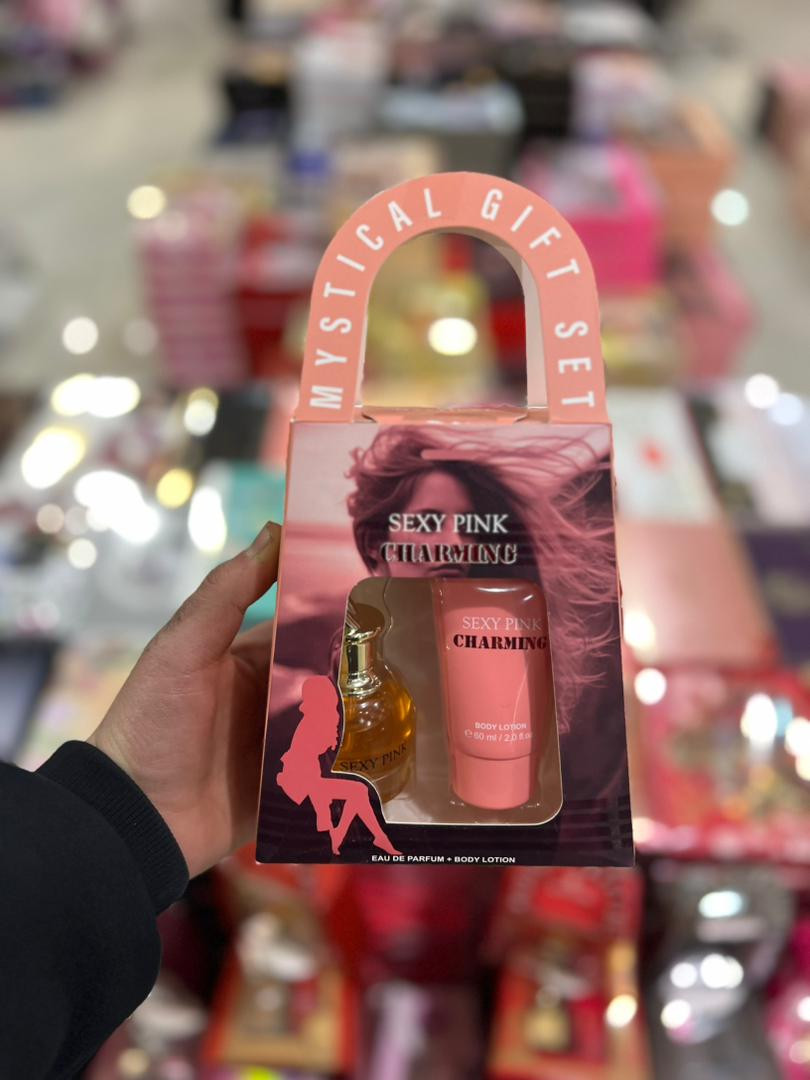 MYSTICAL GIFT SET
SEXY PINK
CHARMING
SEXY PINK
CHARMING
BODY LOTION
℮ 60 ml / 2,0 fl.oz
SEXY PINK
EAU DE PARFUM + BODY LOTION